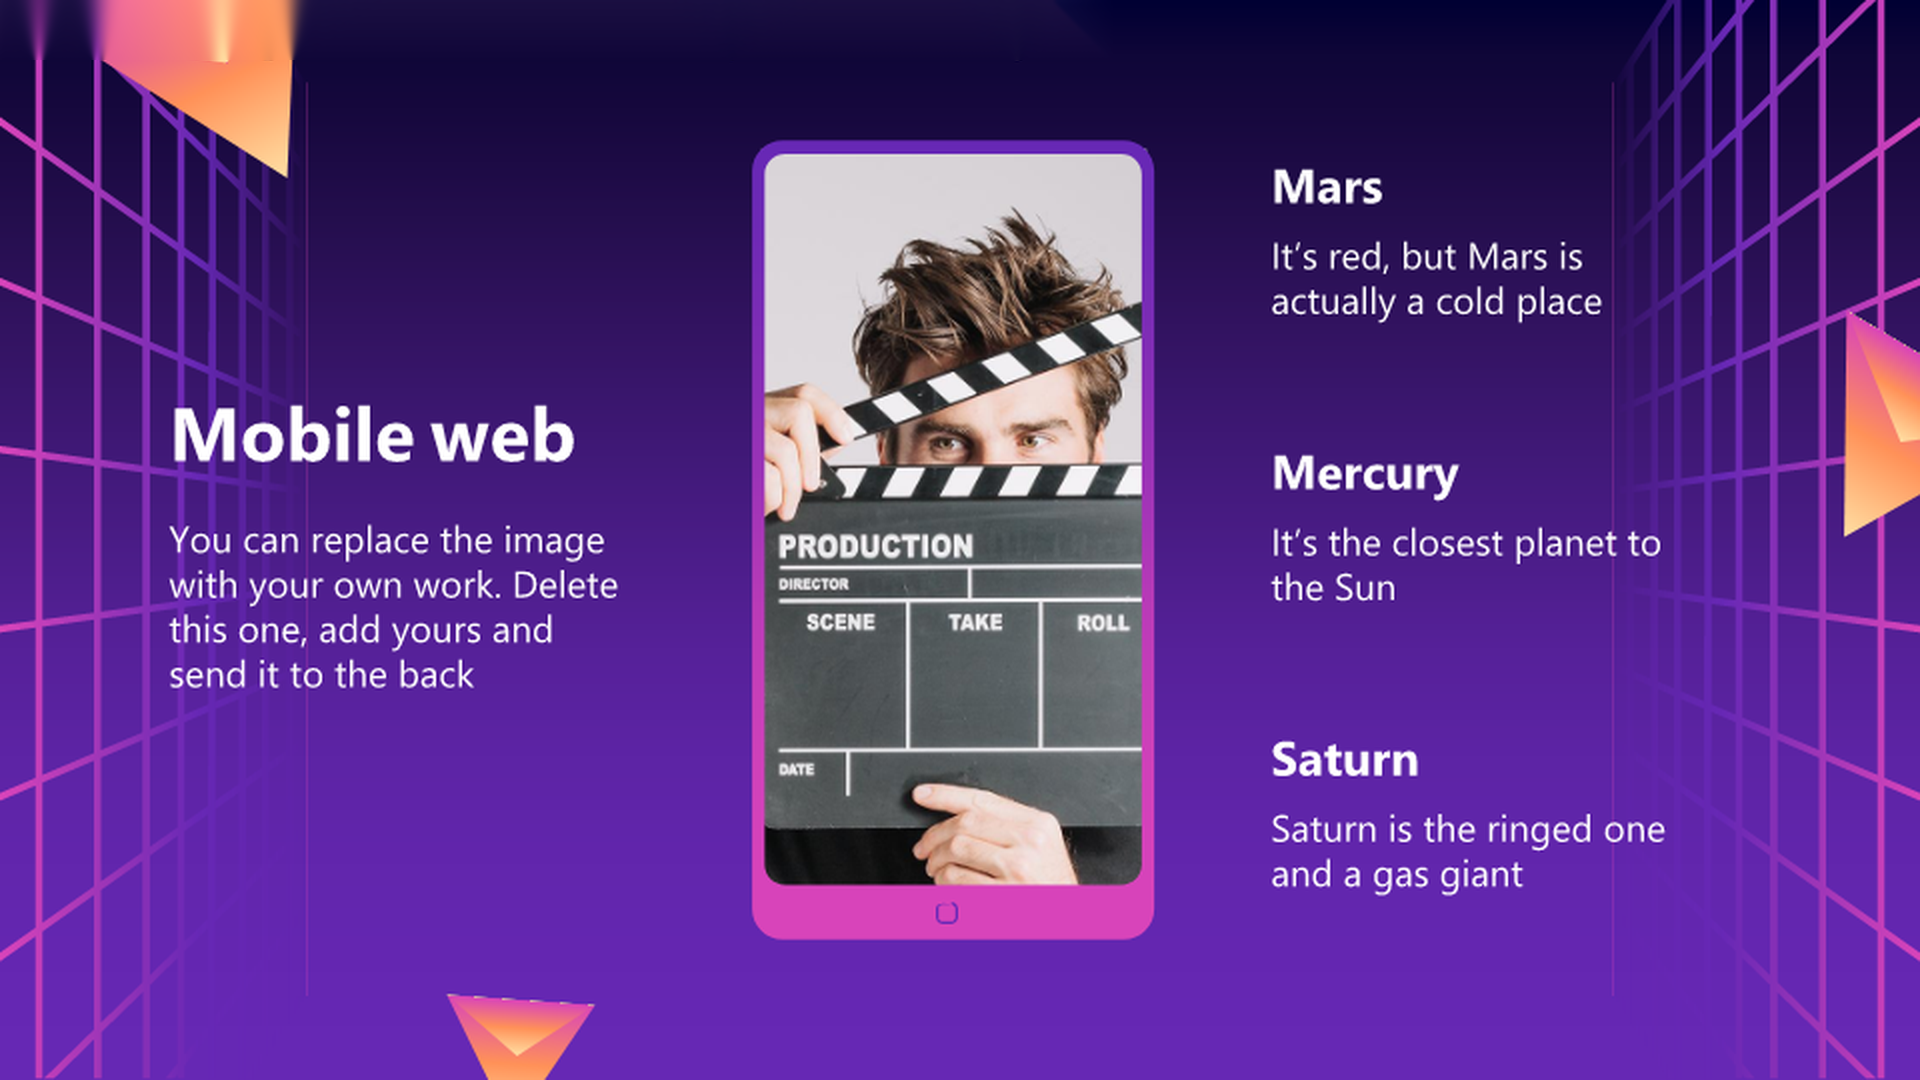 Mobile web
You can replace the image
with your own work. Delete
this one, add yours and
send it to the back
PRODUCTION
DIRECTOR
SCENE TAKE ROLL
DATE
Mars
It’s red, but Mars is
actually a cold place
Mercury
It’s the closest planet to
the Sun
Saturn
Saturn is the ringed one
and a gas giant